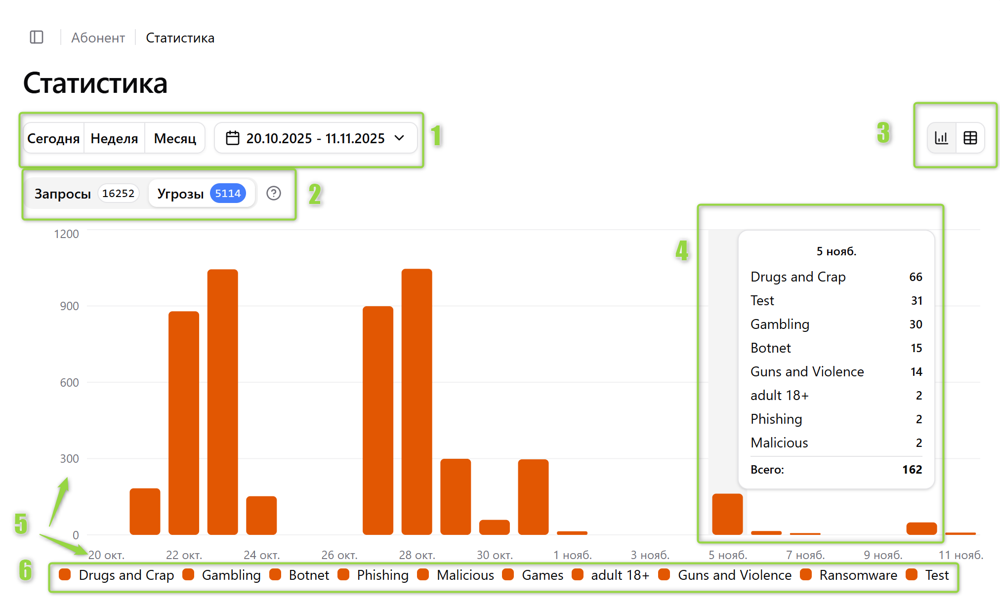 Абонент Статистика
Статистика
Сегодня Неделя Месяц 20.10.2025 - 11.11.2025 1
3
Запросы 16252 Угрозы 5114 ? 2
4
1200
900
600
300
0
5 нояб.
Drugs and Crap 66
Test 31
Gambling 30
Botnet 15
Guns and Violence 14
adult 18+ 2
Phishing 2
Malicious 2
Всего: 162
5
20 окт. 22 окт. 24 окт. 26 окт. 28 окт. 30 окт. 1 нояб. 3 нояб. 5 нояб. 7 нояб. 9 нояб. 11 нояб.
6
Drugs and Crap Gambling Botnet Phishing Malicious Games adult 18+ Guns and Violence Ransomware Test